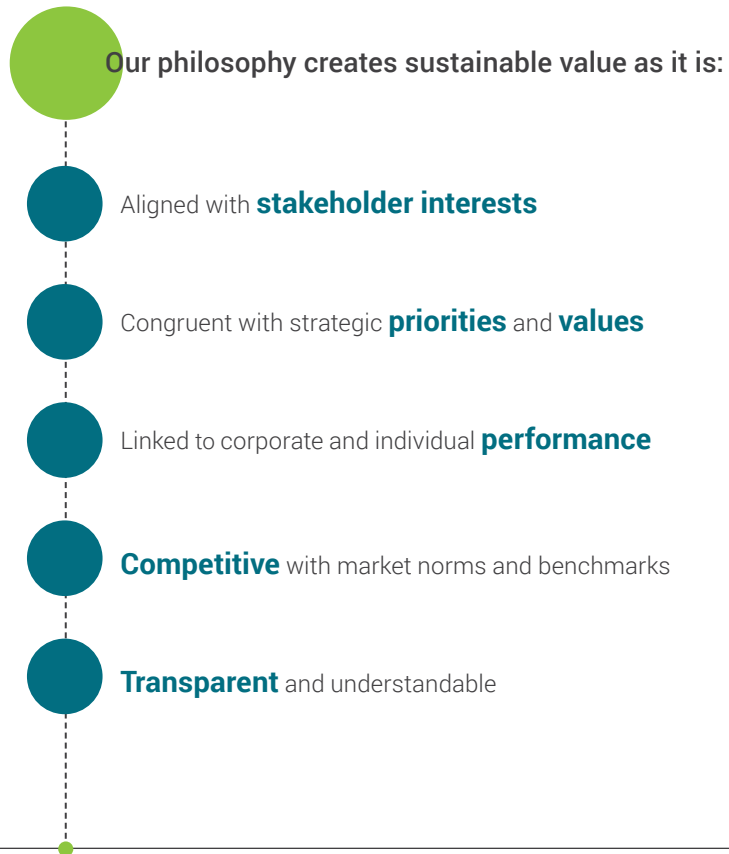 Our philosophy creates sustainable value as it is:
Aligned with stakeholder interests
Congruent with strategic priorities and values
Linked to corporate and individual performance
Competitive with market norms and benchmarks
Transparent and understandable